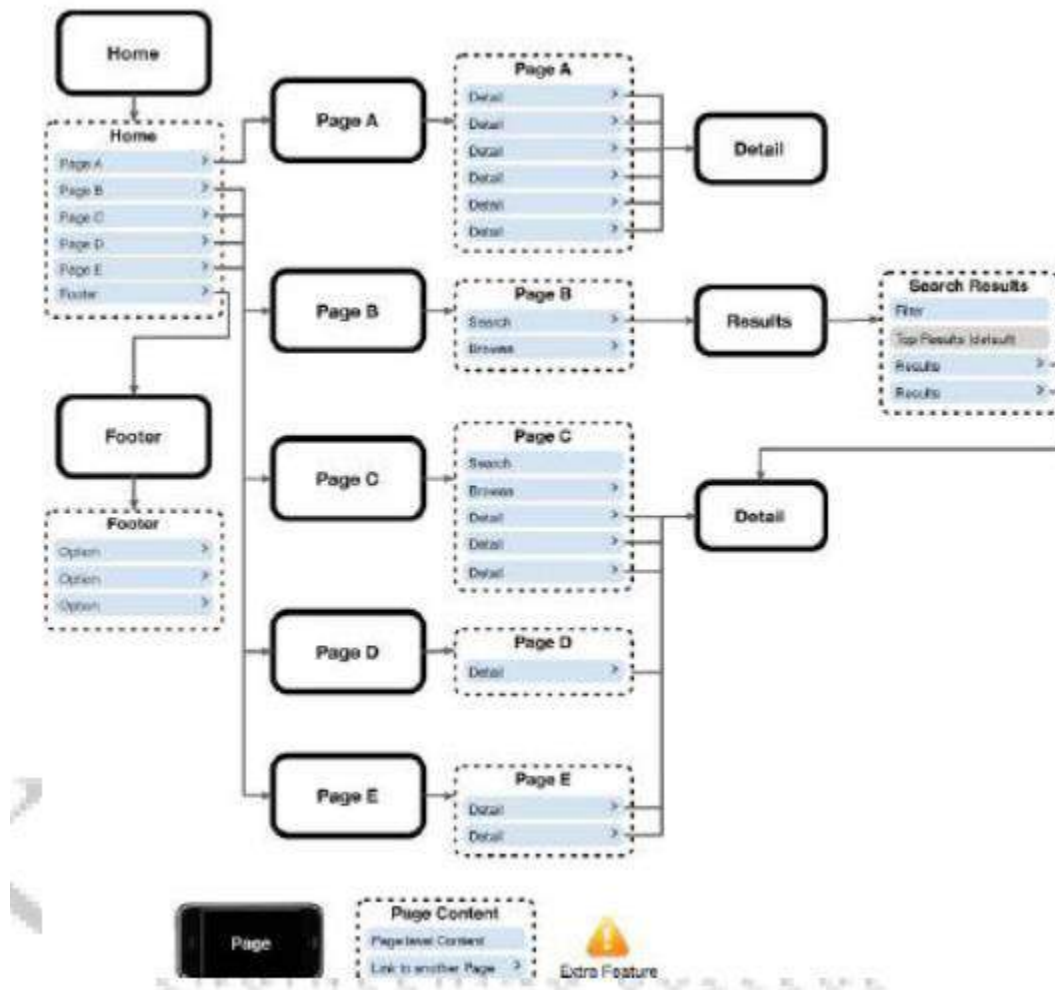 Home
Home
Page A
Page B
Page C
Page D
Page E
Footer
Footer
Footer
Option
Option
Option
Page A
Page A
Detail
Detail
Detail
Detail
Detail
Detail
Detail
Page B
Page B
Search
Browse
Results
Search Results
Filter
Top Results (default)
Results
Results
Page C
Page C
Search
Browse
Detail
Detail
Detail
Detail
Page D
Page D
Detail
Page E
Page E
Detail
Detail
Page
Page Content
Page level Content
Link to another Page
Extra Feature